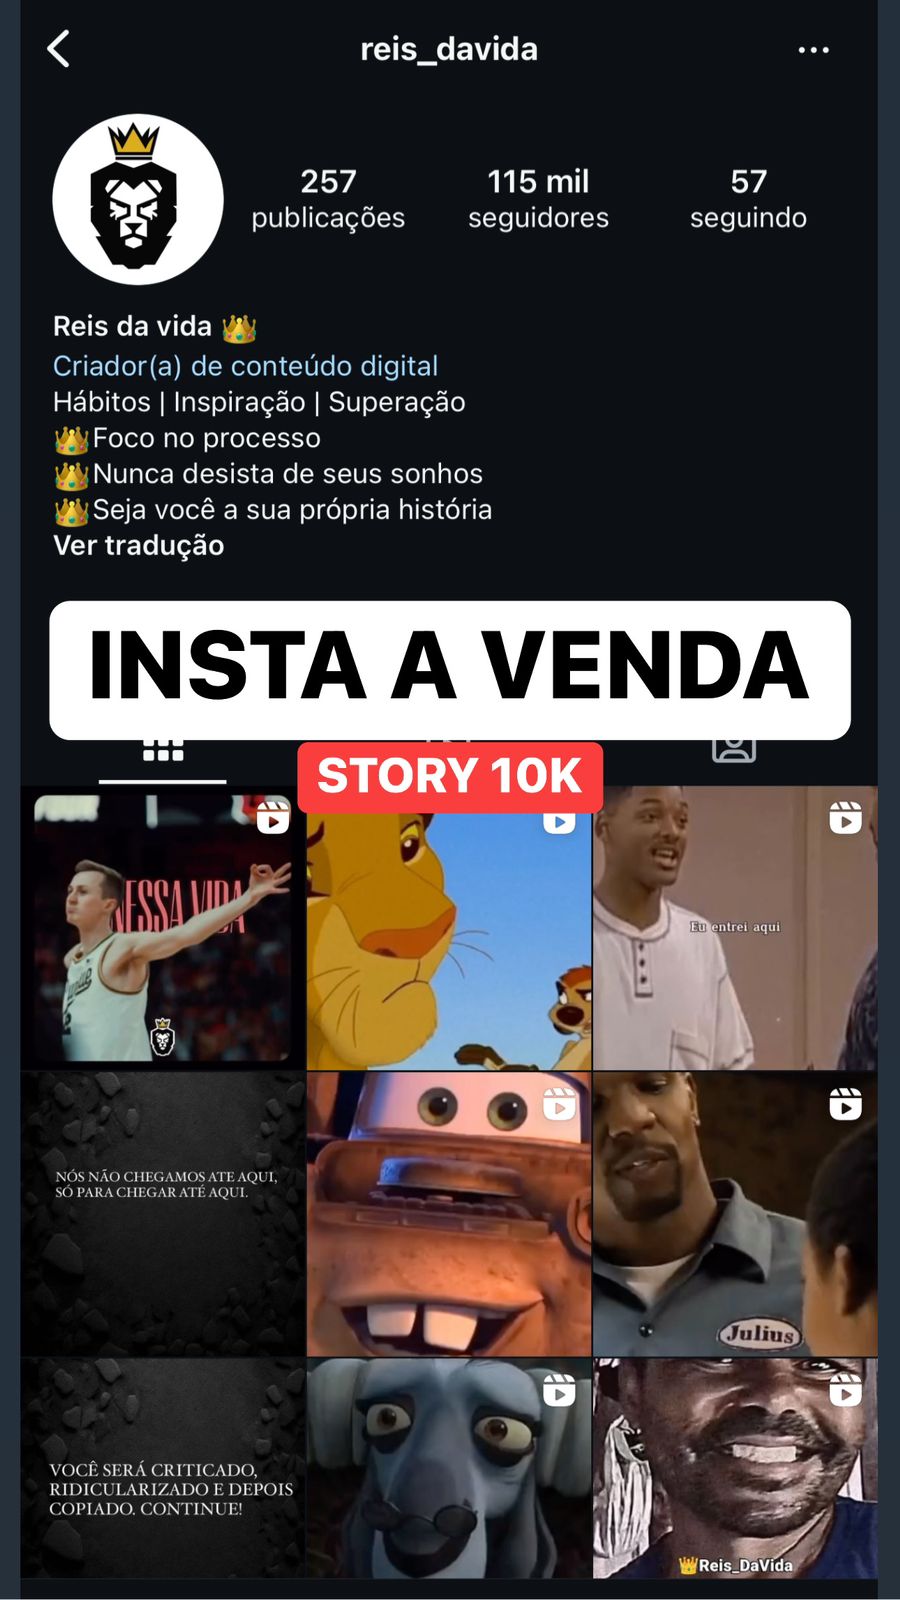 reis_davida
257
publicações
115 mil
seguidores
57
seguindo
Reis da vida 👑
Criador(a) de conteúdo digital
Hábitos | Inspiração | Superação
👑Foco no processo
👑Nunca desista de seus sonhos
👑Seja você a sua própria história
Ver tradução
INSTA A VENDA
STORY 10K
NESSA VIDA
Eu entrei aqui
NÓS NÃO CHEGAMOS ATE AQUI,
SÓ PARA CHEGAR ATÉ AQUI.
Julius
VOCÊ SERÁ CRITICADO,
RIDICULARIZADO E DEPOIS
COPIADO. CONTINUE!
👑Reis_DaVida